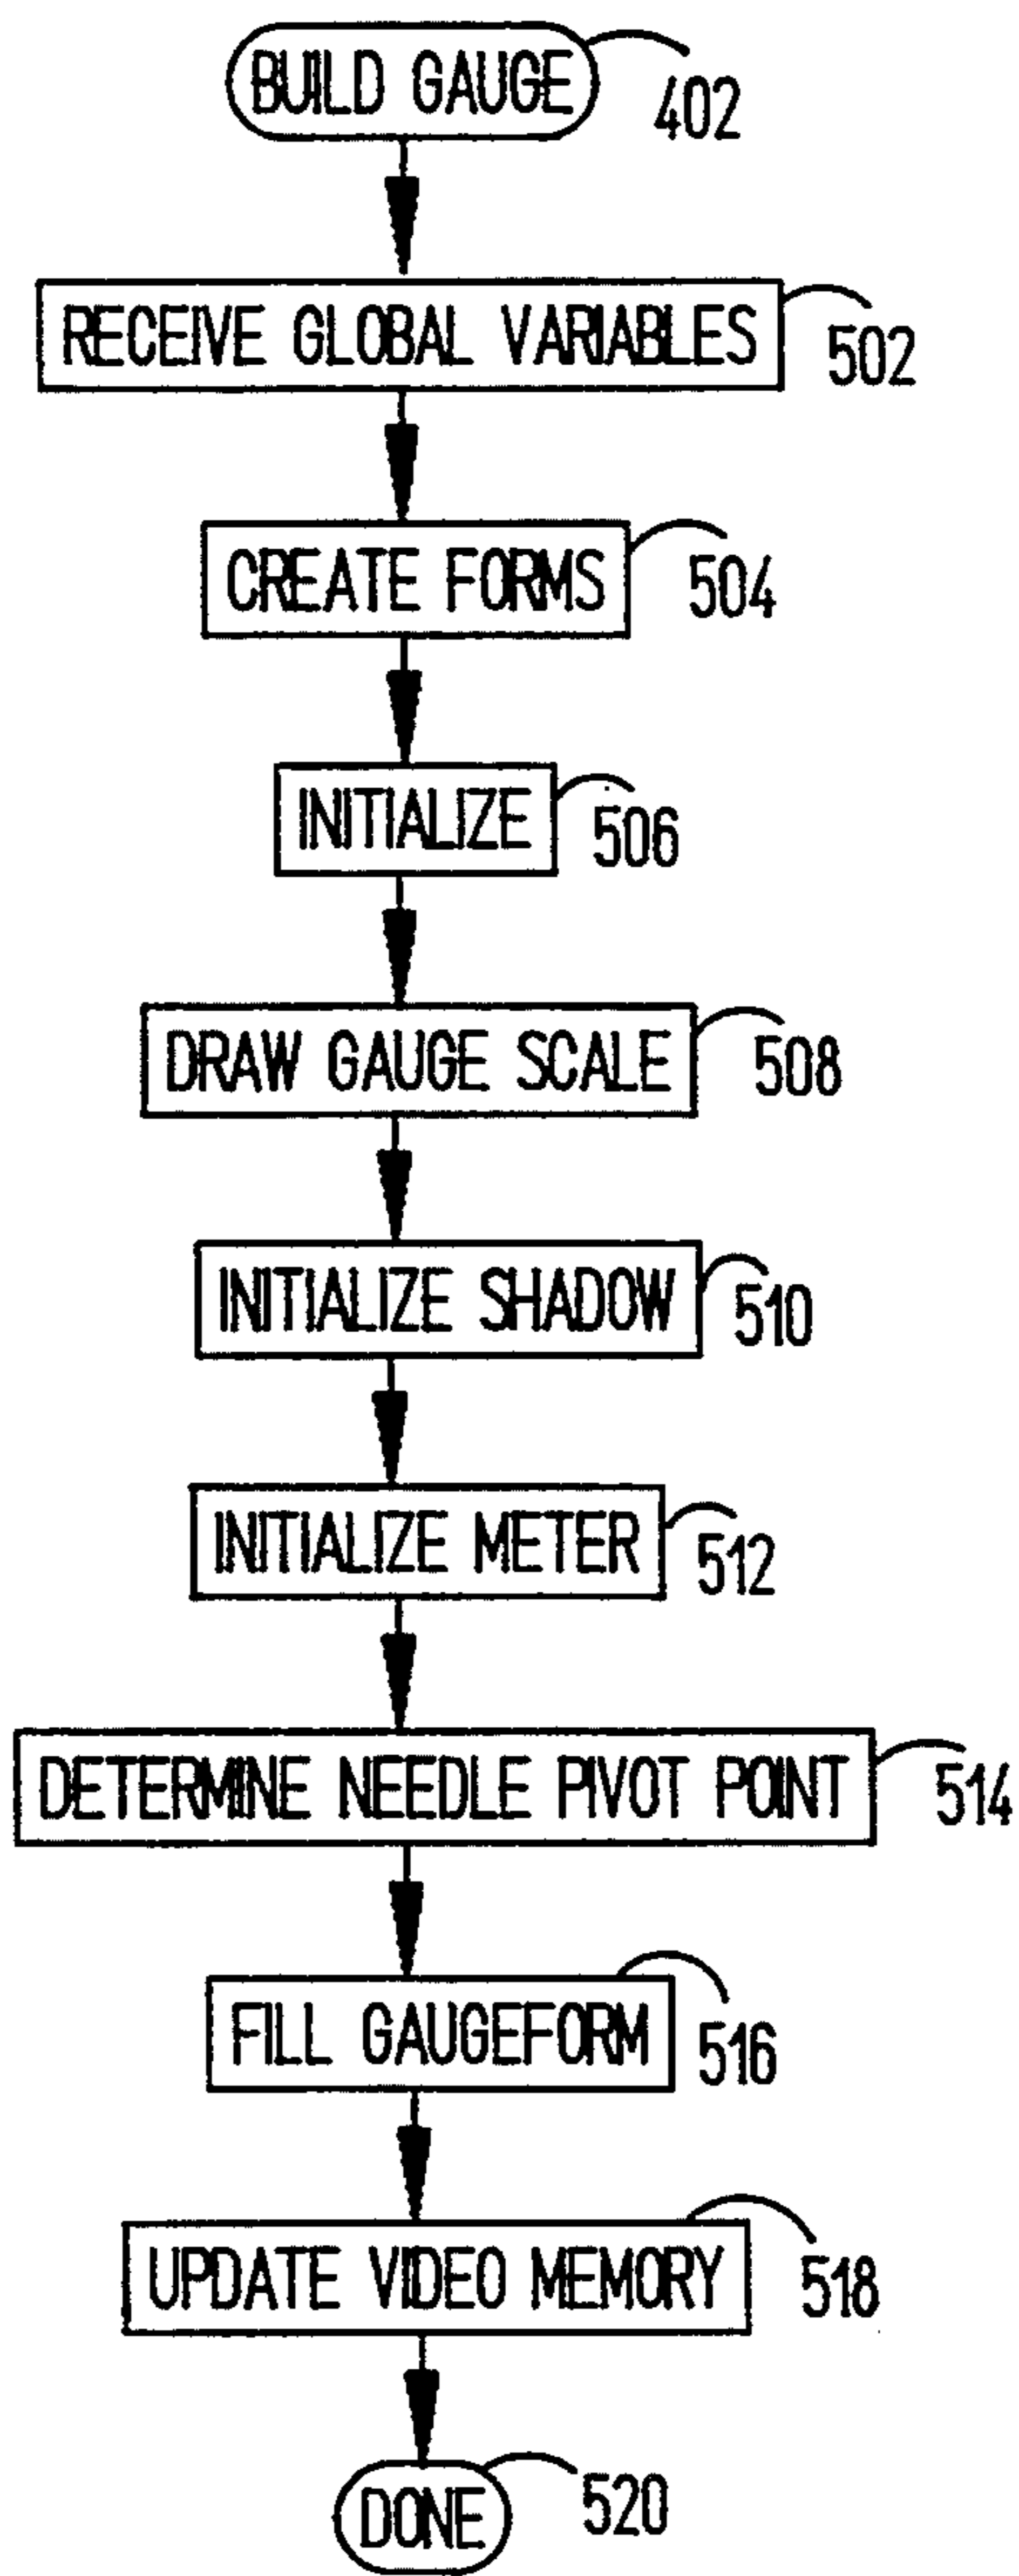 BUILD GAUGE
402
RECEIVE GLOBAL VARIABLES
502
CREATE FORMS
504
INITIALIZE
506
DRAW GAUGE SCALE
508
INITIALIZE SHADOW
510
INITIALIZE METER
512
DETERMINE NEEDLE PIVOT POINT
514
FILL GAUGEFORM
516
UPDATE VIDEO MEMORY
518
DONE
520